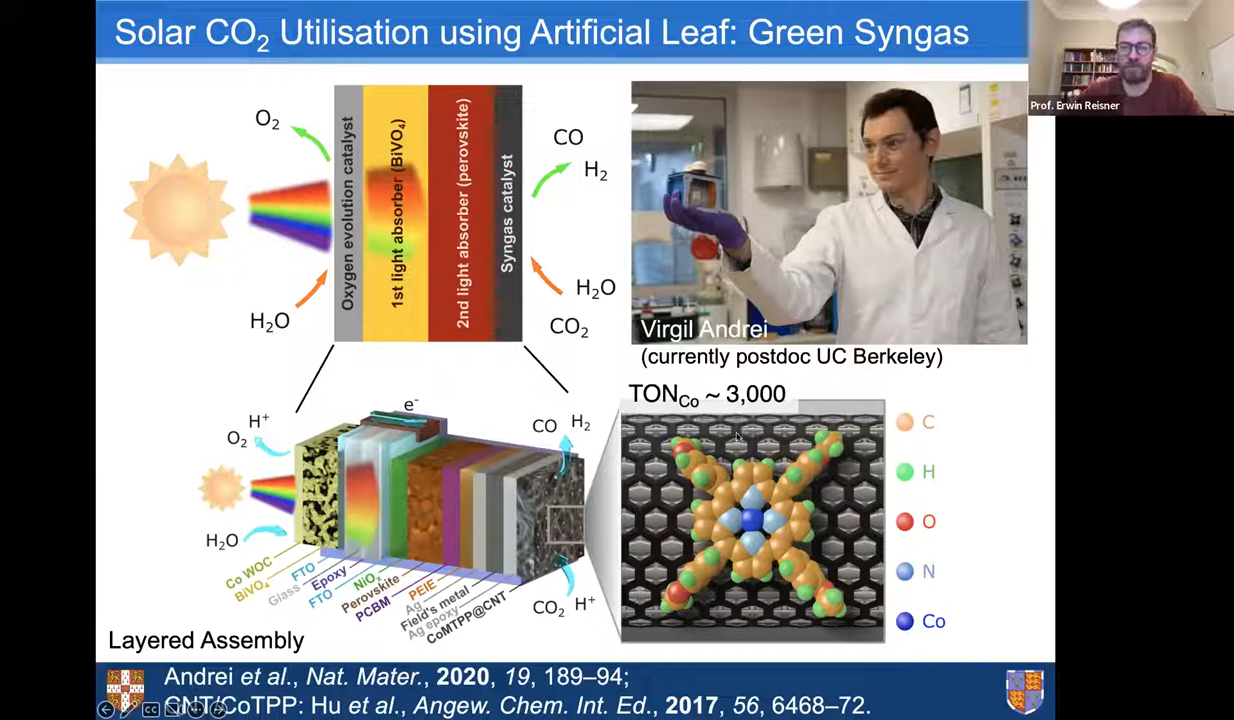 Solar CO₂ Utilisation using Artificial Leaf: Green Syngas
Prof. Erwin Reisner
O₂
H₂O
Oxygen evolution catalyst
1st light absorber (BiVO₄)
2nd light absorber (perovskite)
Syngas catalyst
CO
H₂
H₂O
CO₂
Virgil Andrei
(currently postdoc UC Berkeley)
TON_Co ~ 3,000
e⁻
H⁺
O₂
H₂O
CO
H₂
CO₂
H⁺
Co WOC
BiVO₄
Glass
FTO
Epoxy
FTO
NiOₓ
Perovskite
PCBM
PEIE
Ag
Field's metal
Ag epoxy
CoMTPP@CNT
C
H
O
N
Co
Layered Assembly
Andrei et al., Nat. Mater., 2020, 19, 189–94;
CNT/CoTPP: Hu et al., Angew. Chem. Int. Ed., 2017, 56, 6468–72.